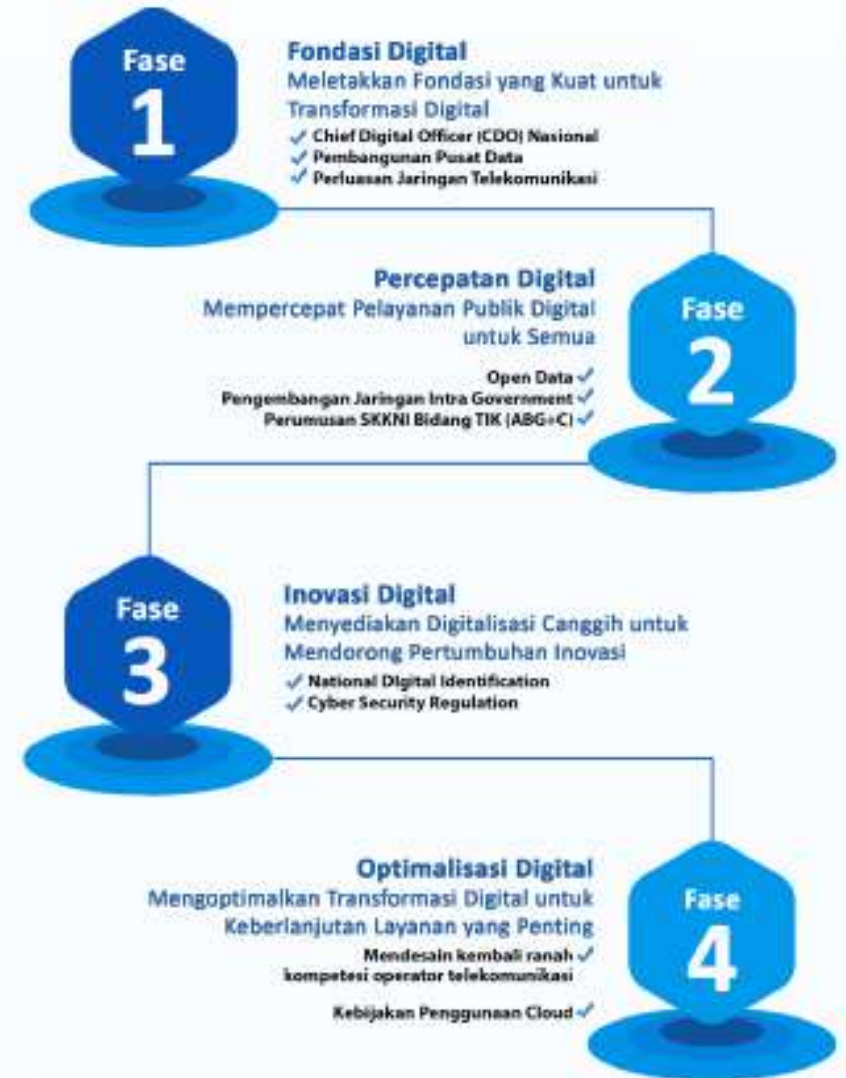 Fase
1
Fondasi Digital
Meletakkan Fondasi yang Kuat untuk
Transformasi Digital
Chief Digital Officer (CDO) Nasional
Pembangunan Pusat Data
Perluasan Jaringan Telekomunikasi
Percepatan Digital
Mempercepat Pelayanan Publik Digital
untuk Semua
Open Data
Pengembangan Jaringan Intra Government
Perumusan SKKNI Bidang TIK (ABG+C)
Fase
2
Fase
3
Inovasi Digital
Menyediakan Digitalisasi Canggih untuk
Mendorong Pertumbuhan Inovasi
National DIgital Identification
Cyber Security Regulation
Optimalisasi Digital
Mengoptimalkan Transformasi Digital untuk
Keberlanjutan Layanan yang Penting
Mendesain kembali ranah
kompetesi operator telekomunikasi
Kebijakan Penggunaan Cloud
Fase
4